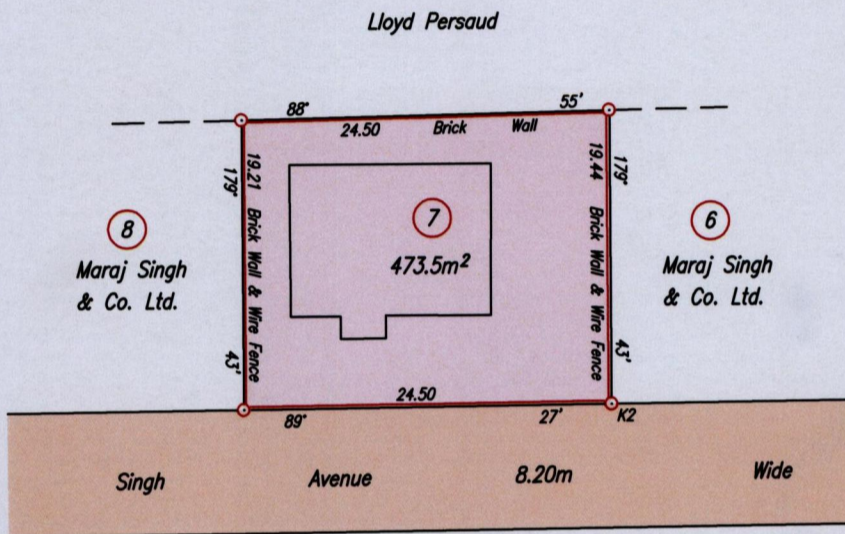 Lloyd Persaud
88° 55'
24.50 Brick Wall
179° 43'
19.21 Brick Wall & Wire Fence
19.44 Brick Wall & Wire Fence
179° 43'
8
Maraj Singh
& Co. Ltd.
7
473.5m²
6
Maraj Singh
& Co. Ltd.
24.50
89° 27' K2
Singh Avenue 8.20m Wide